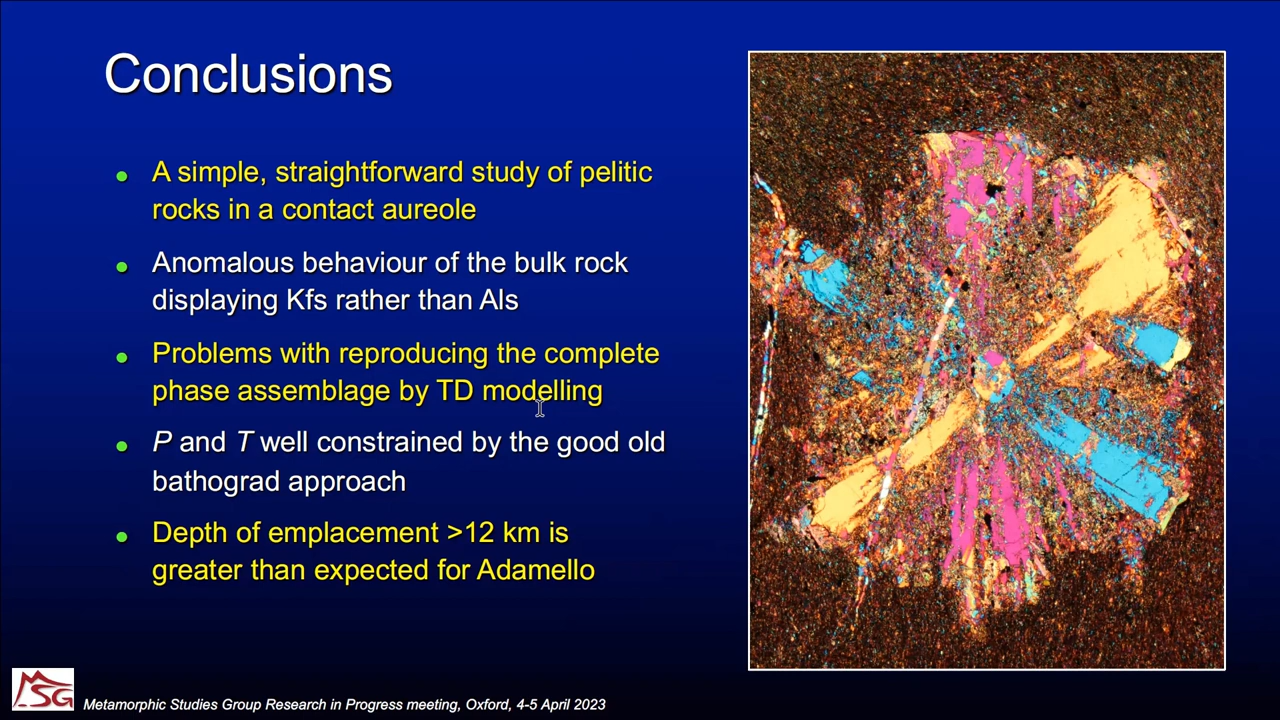 Conclusions
A simple, straightforward study of pelitic
rocks in a contact aureole
Anomalous behaviour of the bulk rock
displaying Kfs rather than Als
Problems with reproducing the complete
phase assemblage by TD modelling
P and T well constrained by the good old
bathograd approach
Depth of emplacement >12 km is
greater than expected for Adamello
MSG
Metamorphic Studies Group Research in Progress meeting, Oxford, 4-5 April 2023